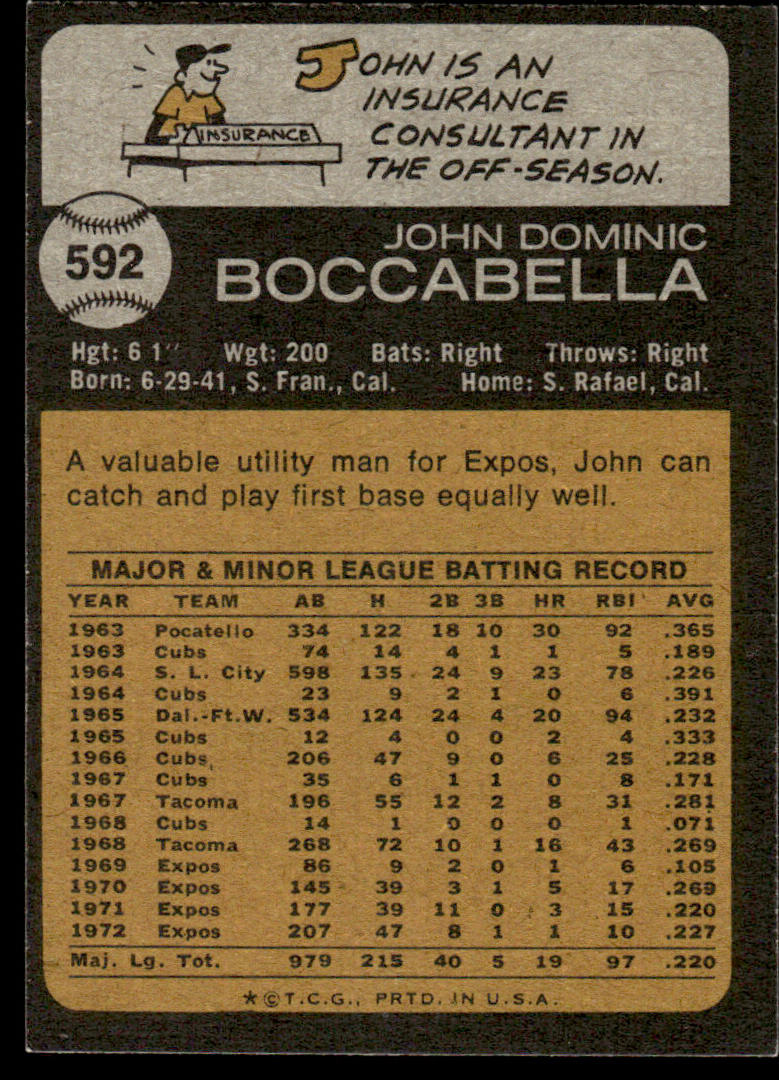 JOHN IS AN
INSURANCE
CONSULTANT IN
THE OFF-SEASON.
INSURANCE
592
JOHN DOMINIC
BOCCABELLA
Hgt: 6 1" Wgt: 200 Bats: Right Throws: Right
Born: 6-29-41, S. Fran., Cal. Home: S. Rafael, Cal.
A valuable utility man for Expos, John can
catch and play first base equally well.
MAJOR & MINOR LEAGUE BATTING RECORD
YEAR TEAM AB H 2B 3B HR RBI AVG
1963 Pocatello 334 122 18 10 30 92 .365
1963 Cubs 74 14 4 1 1 5 .189
1964 S. L. City 598 135 24 9 23 78 .226
1964 Cubs 23 9 2 1 0 6 .391
1965 Dal.-Ft.W. 534 124 24 4 20 94 .232
1965 Cubs 12 4 0 0 2 4 .333
1966 Cubs 206 47 9 0 6 25 .228
1967 Cubs 35 6 1 1 0 8 .171
1967 Tacoma 196 55 12 2 8 31 .281
1968 Cubs 14 1 0 0 0 1 .071
1968 Tacoma 268 72 10 1 16 43 .269
1969 Expos 86 9 2 0 1 6 .105
1970 Expos 145 39 3 1 5 17 .269
1971 Expos 177 39 11 0 3 15 .220
1972 Expos 207 47 8 1 1 10 .227
Maj. Lg. Tot. 979 215 40 5 19 97 .220
*©T.C.G., PRTD. IN U.S.A.